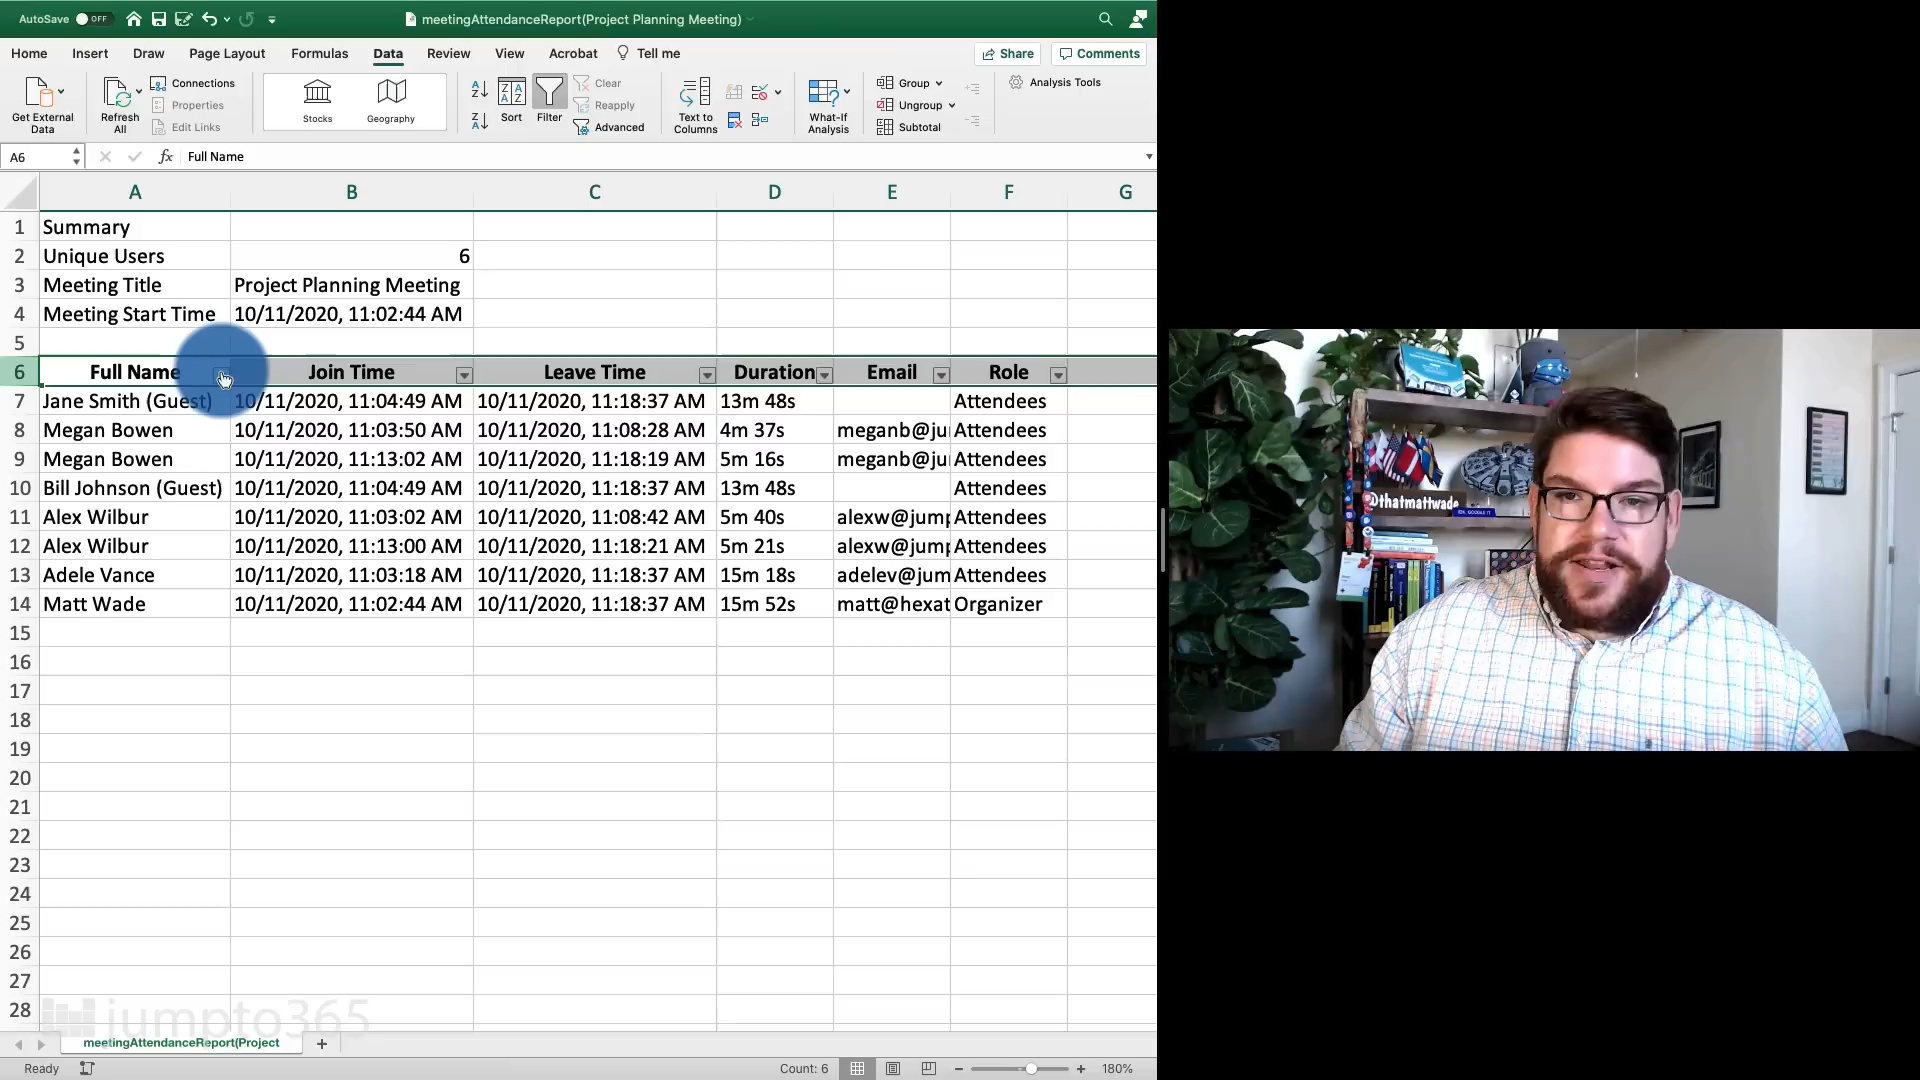 AutoSave OFF meetingAttendanceReport(Project Planning Meeting)
Home Insert Draw Page Layout Formulas Data Review View Acrobat Tell me Share Comments
Get External Data
Refresh All
Connections
Properties
Edit Links
Stocks Geography
Sort Filter
Clear
Reapply
Advanced
Text to Columns
What-If Analysis
Group
Ungroup
Subtotal
Analysis Tools
A6 fx Full Name
A B C D E F G
1 Summary
2 Unique Users 6
3 Meeting Title Project Planning Meeting
4 Meeting Start Time 10/11/2020, 11:02:44 AM
5
6 Full Name Join Time Leave Time Duration Email Role
7 Jane Smith (Guest) 10/11/2020, 11:04:49 AM 10/11/2020, 11:18:37 AM 13m 48s Attendees
8 Megan Bowen 10/11/2020, 11:03:50 AM 10/11/2020, 11:08:28 AM 4m 37s meganb@ju Attendees
9 Megan Bowen 10/11/2020, 11:13:02 AM 10/11/2020, 11:18:19 AM 5m 16s meganb@ju Attendees
10 Bill Johnson (Guest) 10/11/2020, 11:04:49 AM 10/11/2020, 11:18:37 AM 13m 48s Attendees
11 Alex Wilbur 10/11/2020, 11:03:02 AM 10/11/2020, 11:08:42 AM 5m 40s alexw@jump Attendees
12 Alex Wilbur 10/11/2020, 11:13:00 AM 10/11/2020, 11:18:21 AM 5m 21s alexw@jump Attendees
13 Adele Vance 10/11/2020, 11:03:18 AM 10/11/2020, 11:18:37 AM 15m 18s adelev@jum Attendees
14 Matt Wade 10/11/2020, 11:02:44 AM 10/11/2020, 11:18:37 AM 15m 52s matt@hexat Organizer
15
16
17
18
19
20
21
22
23
24
25
26
27
28
jumpto365
meetingAttendanceReport(Project
Ready Count: 6 180%
@thatmattwade